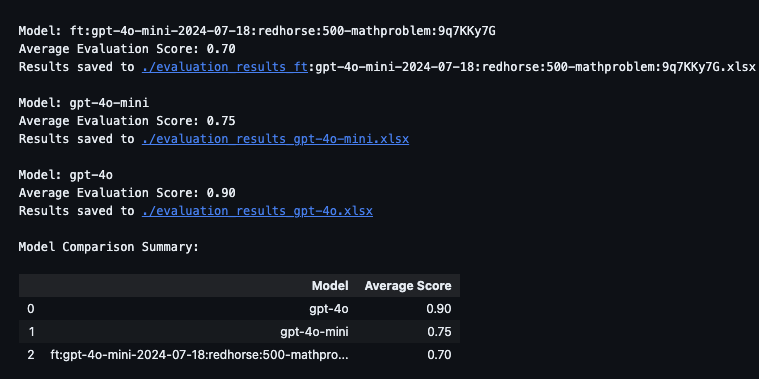 Model: ft:gpt-4o-mini-2024-07-18:redhorse:500-mathproblem:9q7KKy7G
Average Evaluation Score: 0.70
Results saved to ./evaluation_results_ft:gpt-4o-mini-2024-07-18:redhorse:500-mathproblem:9q7KKy7G.xlsx
Model: gpt-4o-mini
Average Evaluation Score: 0.75
Results saved to ./evaluation_results_gpt-4o-mini.xlsx
Model: gpt-4o
Average Evaluation Score: 0.90
Results saved to ./evaluation_results_gpt-4o.xlsx
Model Comparison Summary:
Model Average Score
0 gpt-4o 0.90
1 gpt-4o-mini 0.75
2 ft:gpt-4o-mini-2024-07-18:redhorse:500-mathpro... 0.70